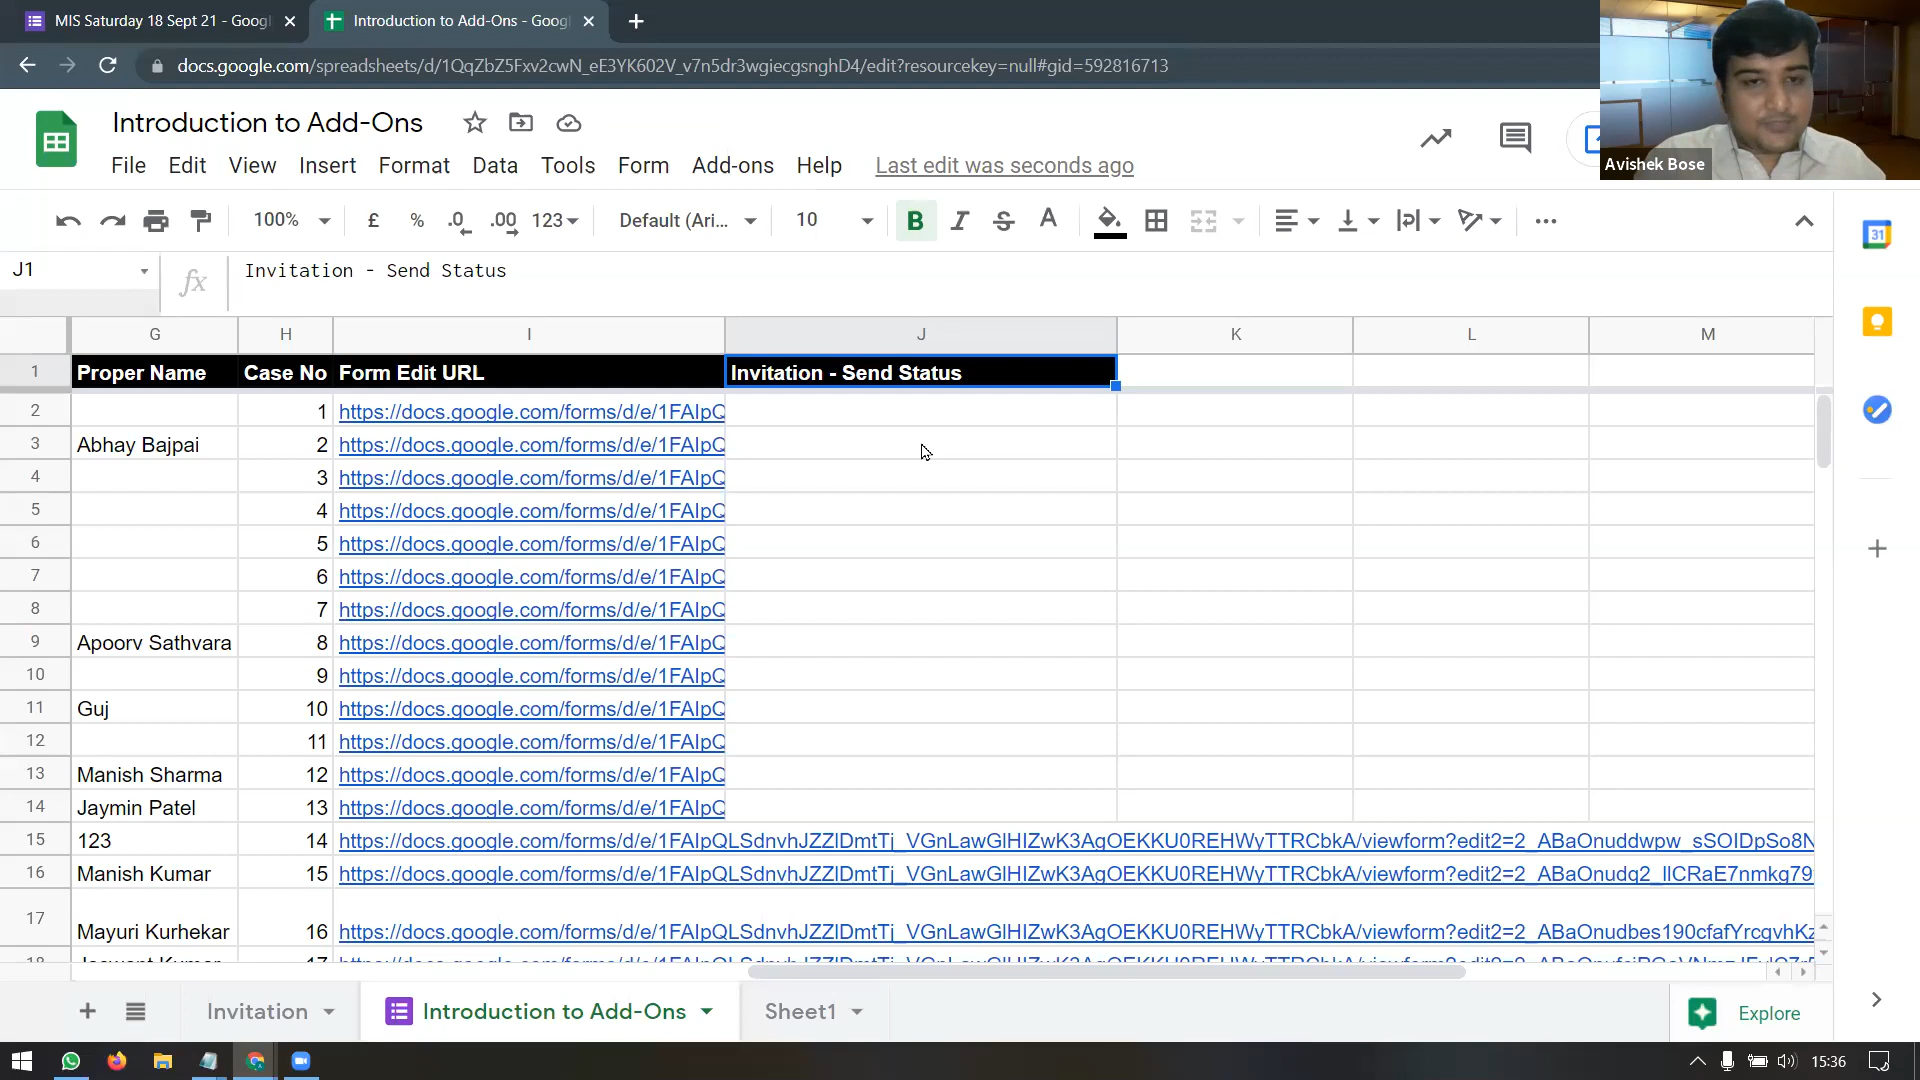 MIS Saturday 18 Sept 21 - Googl
Introduction to Add-Ons - Goog
docs.google.com/spreadsheets/d/1QqZbZ5Fxv2cwN_eE3YK602V_v7n5dr3wgiecgsnghD4/edit?resourcekey=null#gid=592816713
Introduction to Add-Ons
File Edit View Insert Format Data Tools Form Add-ons Help Last edit was seconds ago
Avishek Bose
100% £ % .0 .00 123 Default (Ari... 10 B I S A
31
J1 fx Invitation - Send Status
G H I J K L M
1 Proper Name Case No Form Edit URL Invitation - Send Status
2 1 https://docs.google.com/forms/d/e/1FAIpQ
3 Abhay Bajpai 2 https://docs.google.com/forms/d/e/1FAIpQ
4 3 https://docs.google.com/forms/d/e/1FAIpQ
5 4 https://docs.google.com/forms/d/e/1FAIpQ
6 5 https://docs.google.com/forms/d/e/1FAIpQ
7 6 https://docs.google.com/forms/d/e/1FAIpQ
8 7 https://docs.google.com/forms/d/e/1FAIpQ
9 Apoorv Sathvara 8 https://docs.google.com/forms/d/e/1FAIpQ
10 9 https://docs.google.com/forms/d/e/1FAIpQ
11 Guj 10 https://docs.google.com/forms/d/e/1FAIpQ
12 11 https://docs.google.com/forms/d/e/1FAIpQ
13 Manish Sharma 12 https://docs.google.com/forms/d/e/1FAIpQ
14 Jaymin Patel 13 https://docs.google.com/forms/d/e/1FAIpQ
15 123 14 https://docs.google.com/forms/d/e/1FAIpQLSdnvhJZZlDmtTj_VGnLawGlHIZwK3AgOEKKU0REHWyTTRCbkA/viewform?edit2=2_ABaOnuddwpw_sSOIDpSo8N
16 Manish Kumar 15 https://docs.google.com/forms/d/e/1FAIpQLSdnvhJZZlDmtTj_VGnLawGlHIZwK3AgOEKKU0REHWyTTRCbkA/viewform?edit2=2_ABaOnudq2_llCRaE7nmkg79
17 Mayuri Kurhekar 16 https://docs.google.com/forms/d/e/1FAIpQLSdnvhJZZlDmtTj_VGnLawGlHIZwK3AgOEKKU0REHWyTTRCbkA/viewform?edit2=2_ABaOnudbes190cfafYrcgvhKz
Invitation Introduction to Add-Ons Sheet1 Explore
15:36